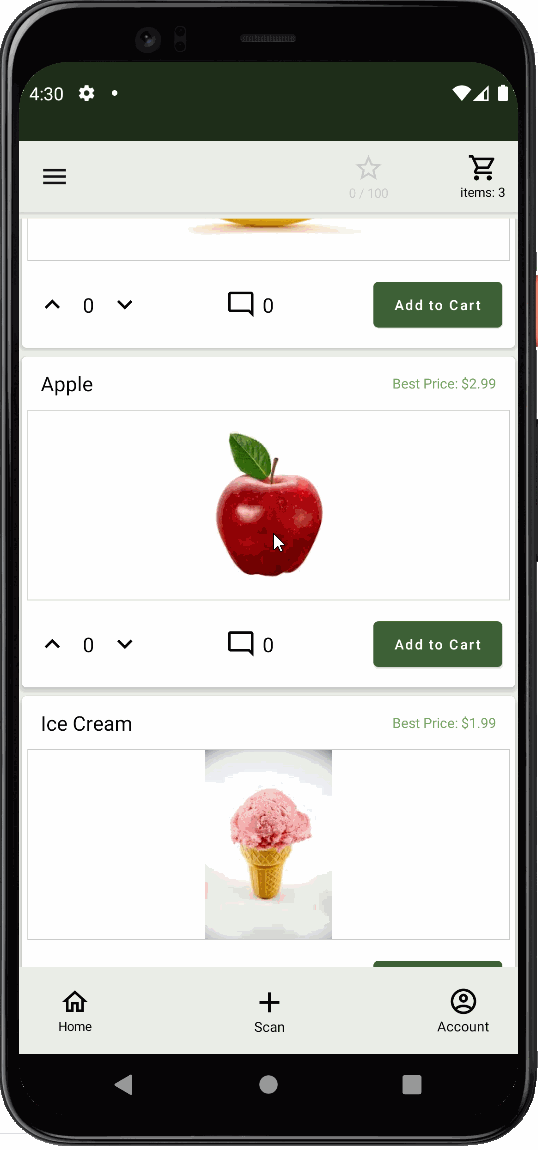 4:30
0 / 100
items: 3
0
0
Add to Cart
Apple
Best Price: $2.99
0
0
Add to Cart
Ice Cream
Best Price: $1.99
Home
Scan
Account